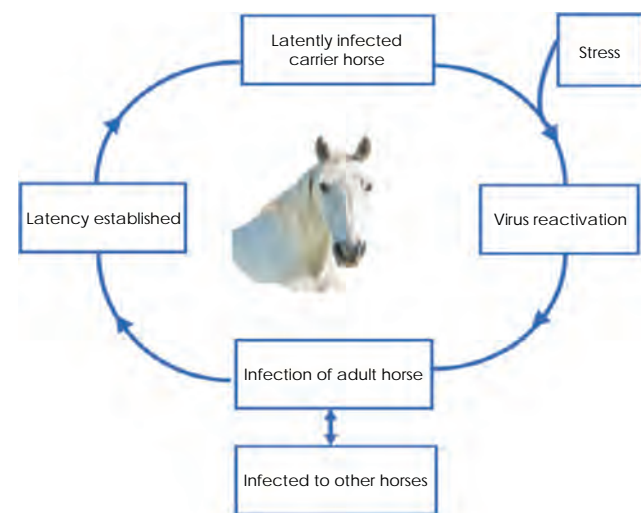 Latently infected
carrier horse
Stress
Latency established
Virus reactivation
Infection of adult horse
Infected to other horses